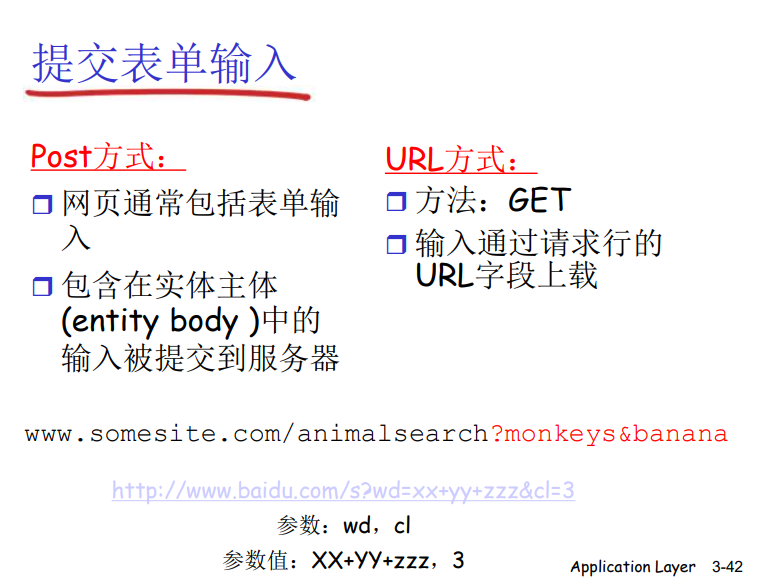 提交表单输入
Post方式：
网页通常包括表单输
入
包含在实体主体
(entity body )中的
输入被提交到服务器
URL方式：
方法：GET
输入通过请求行的
URL字段上载
www.somesite.com/animalsearch?monkeys&banana
http://www.baidu.com/s?wd=xx+yy+zzz&cl=3
参数：wd，cl
参数值：XX+YY+zzz，3
Application Layer 3-42